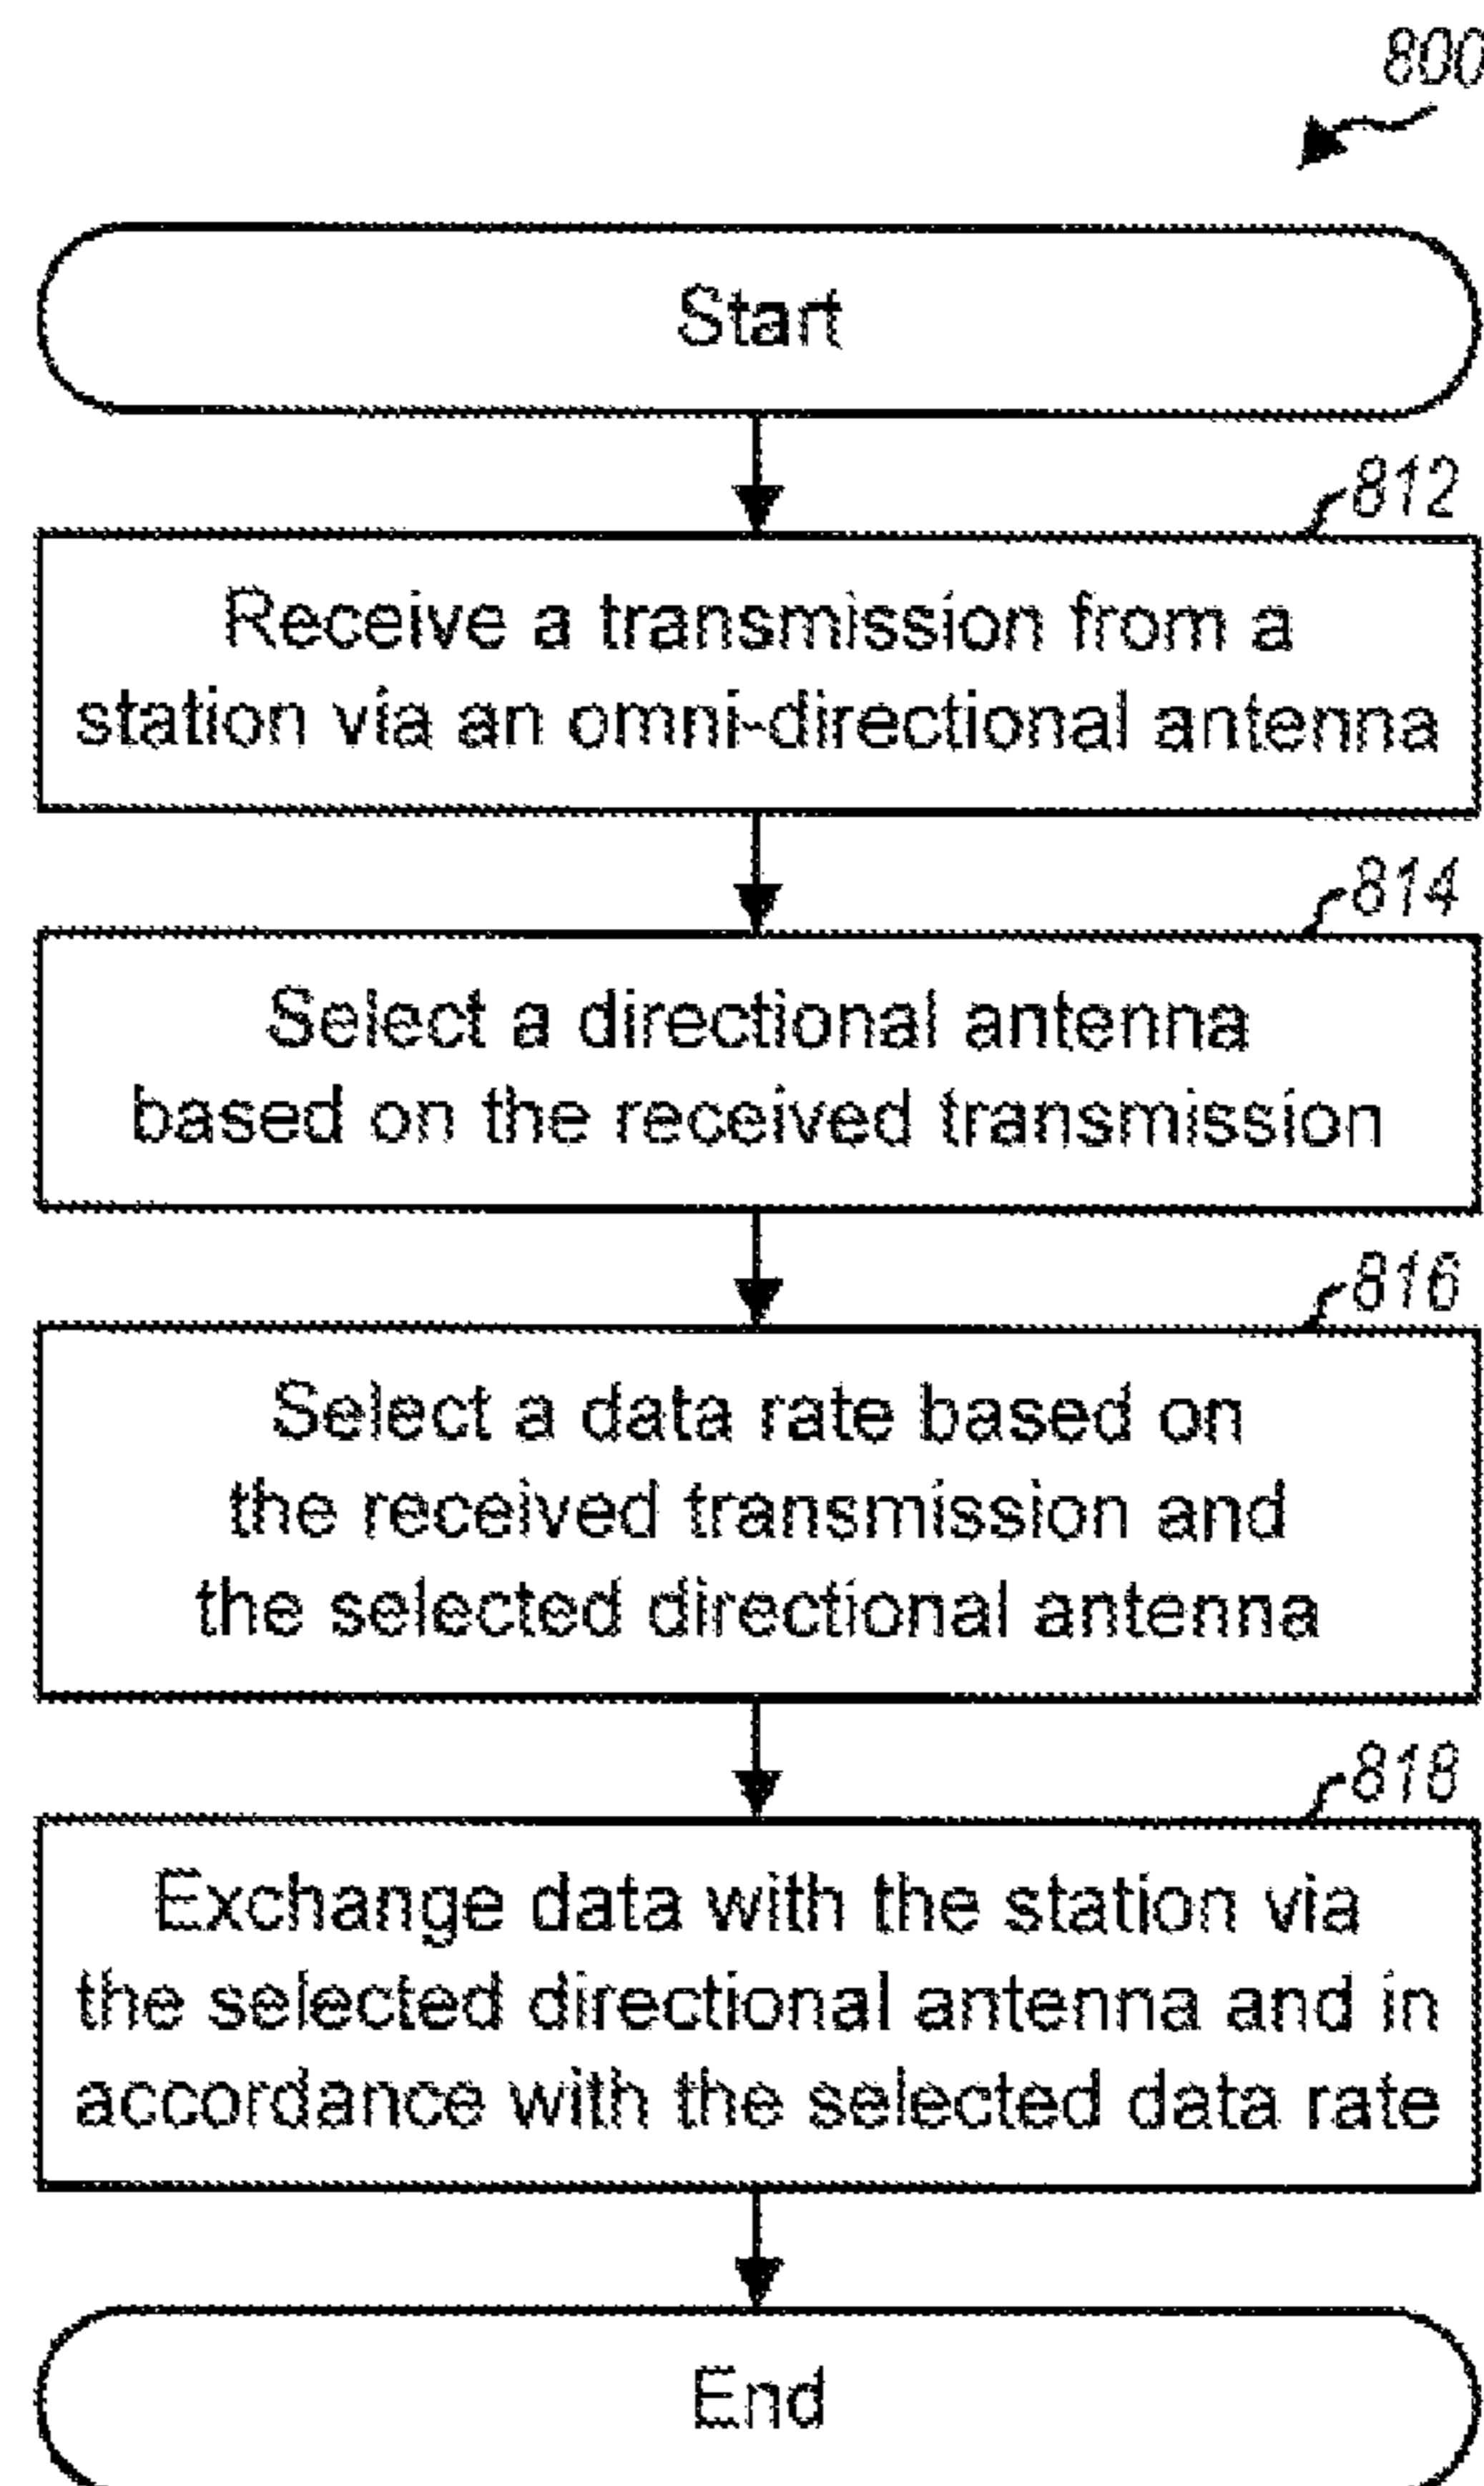 800
Start
812
Receive a transmission from a
station via an omni-directional antenna
814
Select a directional antenna
based on the received transmission
816
Select a data rate based on
the received transmission and
the selected directional antenna
818
Exchange data with the station via
the selected directional antenna and in
accordance with the selected data rate
End